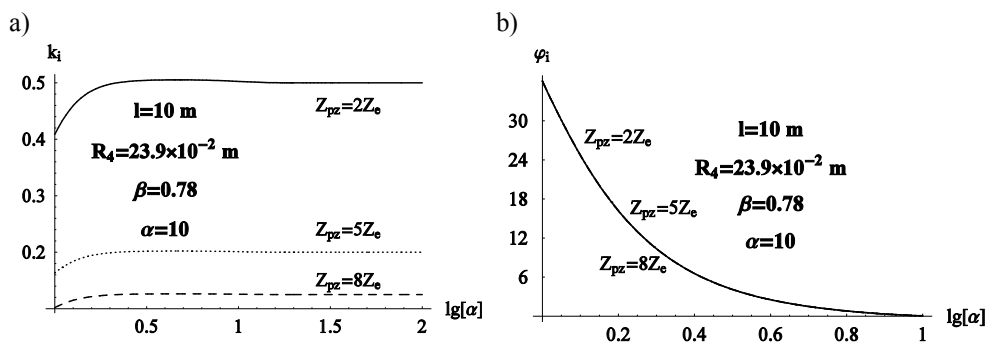 a)
k_i
0.5
0.4
0.3
0.2
Z_pz=2Z_e
l=10 m
R_4=23.9×10^-2 m
β=0.78
α=10
Z_pz=5Z_e
Z_pz=8Z_e
0.5 1 1.5 2
lg[α]
b)
φ_i
30
24
18
12
6
Z_pz=2Z_e
l=10 m
R_4=23.9×10^-2 m
Z_pz=5Z_e
β=0.78
α=10
Z_pz=8Z_e
0.2 0.4 0.6 0.8 1
lg[α]